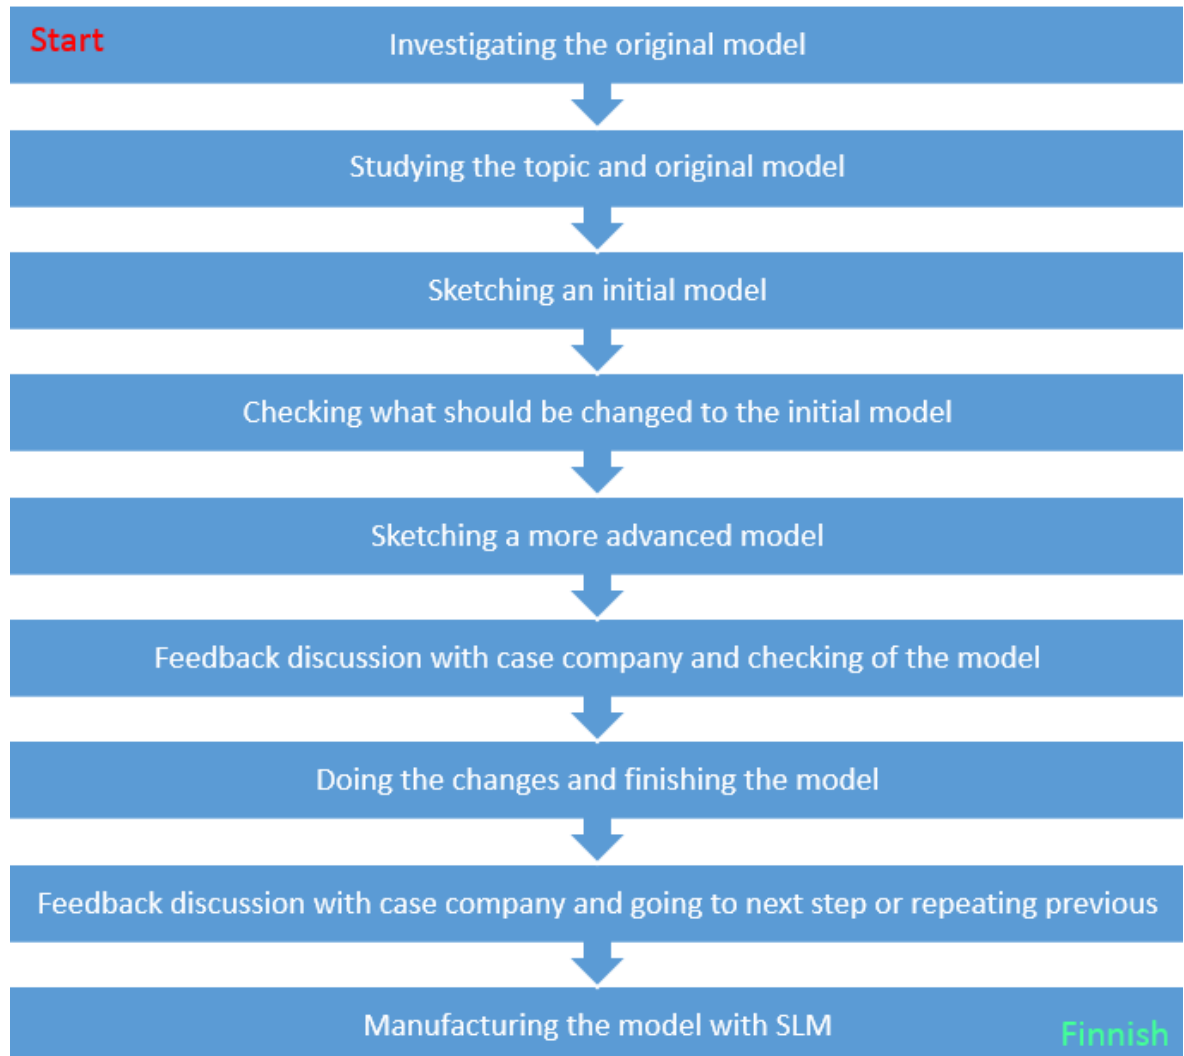 Start
Investigating the original model
Studying the topic and original model
Sketching an initial model
Checking what should be changed to the initial model
Sketching a more advanced model
Feedback discussion with case company and checking of the model
Doing the changes and finishing the model
Feedback discussion with case company and going to next step or repeating previous
Manufacturing the model with SLM
Finnish